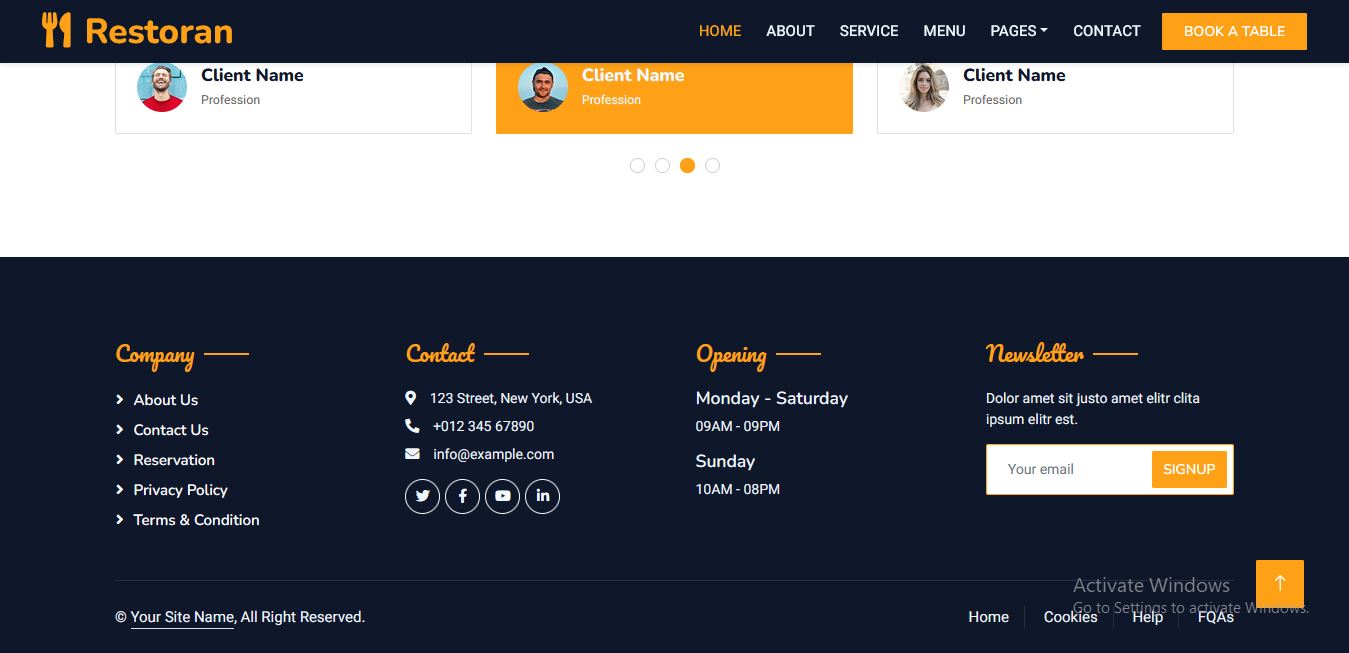 Restoran
HOME ABOUT SERVICE MENU PAGES CONTACT BOOK A TABLE
Client Name
Profession
Client Name
Profession
Client Name
Profession
Company
About Us
Contact Us
Reservation
Privacy Policy
Terms & Condition
Contact
123 Street, New York, USA
+012 345 67890
info@example.com
Opening
Monday - Saturday
09AM - 09PM
Sunday
10AM - 08PM
Newsletter
Dolor amet sit justo amet elitr clita
ipsum elitr est.
Your email SIGNUP
Activate Windows
Go to Settings to activate Windows.
© Your Site Name, All Right Reserved.
Home Cookies Help FQAs